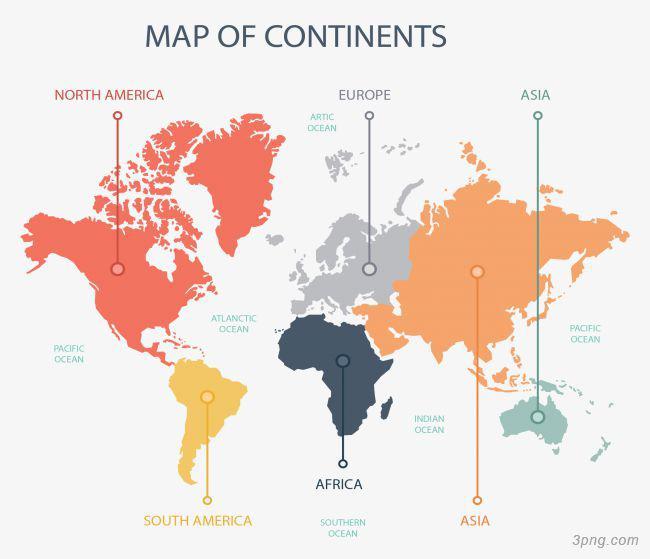 MAP OF CONTINENTS
NORTH AMERICA
EUROPE
ASIA
ARTIC
OCEAN
ATLANCTIC
OCEAN
PACIFIC
OCEAN
PACIFIC
OCEAN
INDIAN
OCEAN
AFRICA
SOUTH AMERICA
SOUTHERN
OCEAN
ASIA
3png.com